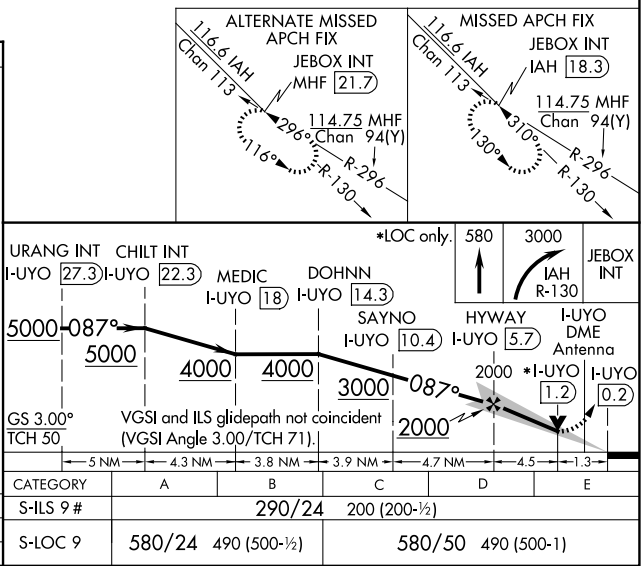 ALTERNATE MISSED
APCH FIX
116.6 IAH
Chan 113
JEBOX INT
MHF 21.7
114.75 MHF
Chan 94(Y)
296°
116°
R-296
R-130
MISSED APCH FIX
116.6 IAH
Chan 113
JEBOX INT
IAH 18.3
114.75 MHF
Chan 94(Y)
310°
130°
R-296
R-130
*LOC only.
580
3000
IAH
R-130
JEBOX
INT
URANG INT
I-UYO 27.3
CHILT INT
I-UYO 22.3
MEDIC
I-UYO 18
DOHNN
I-UYO 14.3
SAYNO
I-UYO 10.4
HYWAY
I-UYO 5.7
I-UYO
DME
Antenna
*I-UYO
1.2
I-UYO
0.2
5000
087°
5000
4000
4000
3000
087°
2000
2000
GS 3.00°
TCH 50
VGSI and ILS glidepath not coincident
(VGSI Angle 3.00/TCH 71).
5 NM
4.3 NM
3.8 NM
3.9 NM
4.7 NM
4.5
1.3
CATEGORY A B C D E
S-ILS 9 # 290/24 200 (200-½)
S-LOC 9 580/24 490 (500-½) 580/50 490 (500-1)